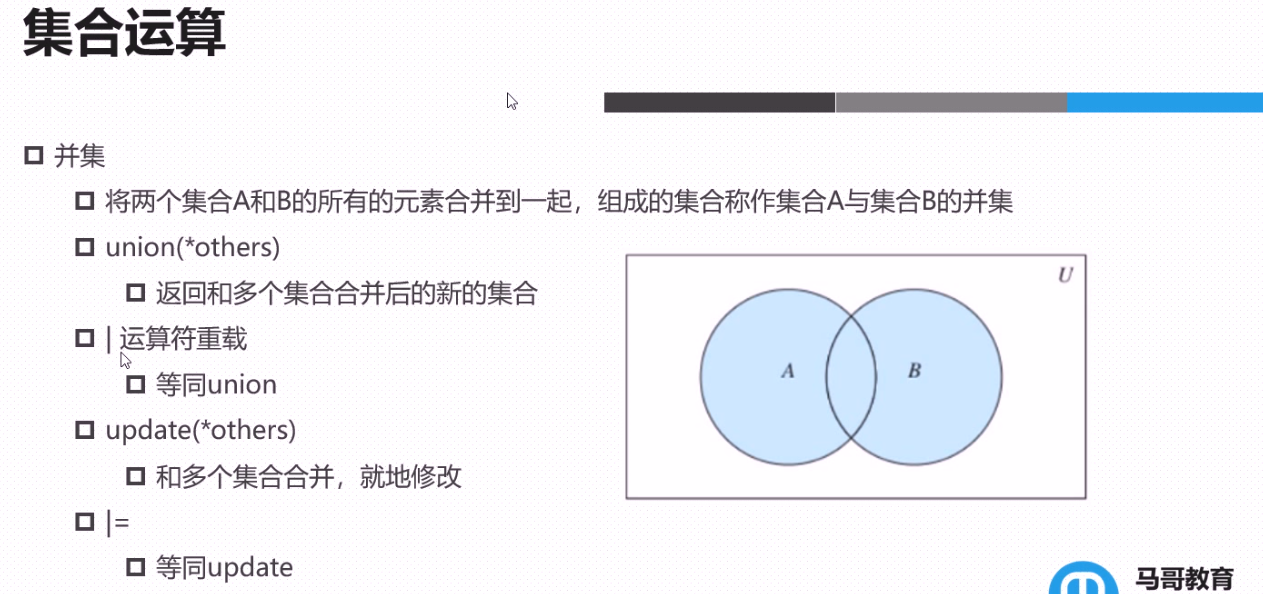 集合运算
并集
将两个集合A和B的所有的元素合并到一起，组成的集合称作集合A与集合B的并集
union(*others)
返回和多个集合合并后的新的集合
| 运算符重载
等同union
update(*others)
和多个集合合并，就地修改
|=
等同update
U
A B
马哥教育